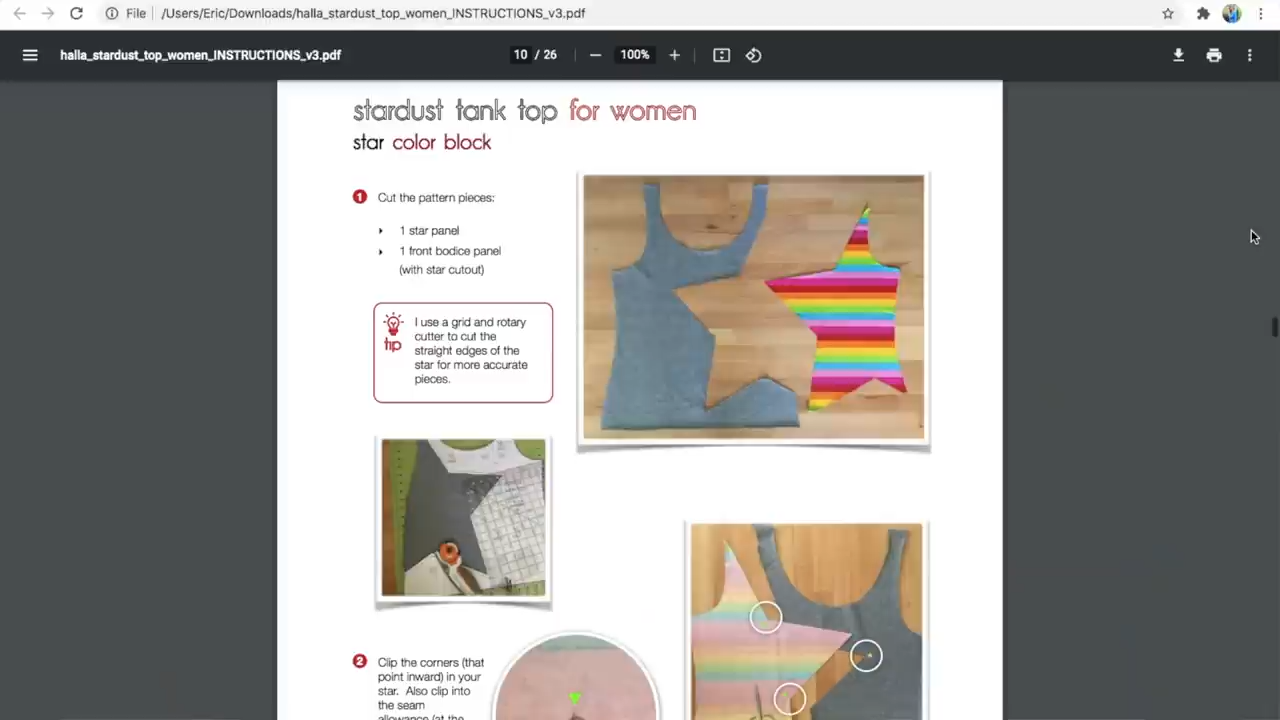 File
/Users/Eric/Downloads/halla_stardust_top_women_INSTRUCTIONS_v3.pdf
halla_stardust_top_women_INSTRUCTIONS_v3.pdf
10 / 26
100%
stardust tank top for women
star color block
1 Cut the pattern pieces:
1 star panel
1 front bodice panel
(with star cutout)
tip
I use a grid and rotary
cutter to cut the
straight edges of the
star for more accurate
pieces.
2 Clip the corners (that
point inward) in your
star. Also clip into
the seam
allowance (at the